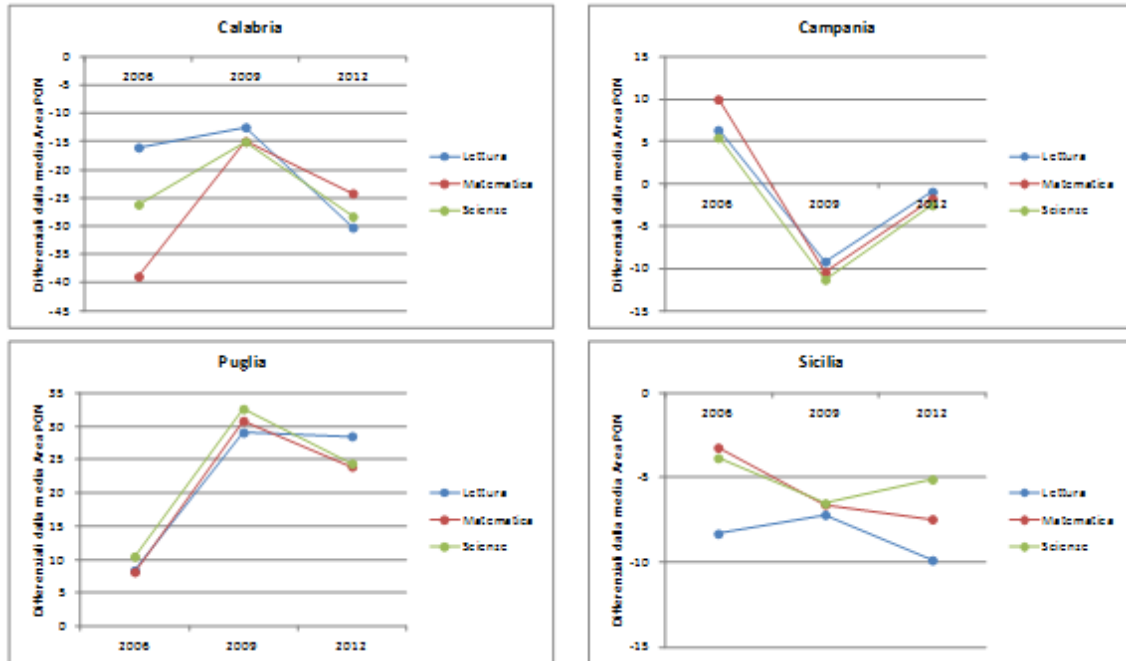 Calabria
Differenziali dalla media Area PON
0
-5
-10
-15
-20
-25
-30
-35
-40
-45
2006 2009 2012
Lettura
Matematica
Scienze
Campania
Differenziali dalla media Area PON
15
10
5
0
-5
-10
-15
2006 2009 2012
Lettura
Matematica
Scienze
Puglia
Differenziali dalla media Area PON
35
30
25
20
15
10
5
0
2006 2009 2012
Lettura
Matematica
Scienze
Sicilia
Differenziali dalla media Area PON
0
-5
-10
-15
2006 2009 2012
Lettura
Matematica
Scienze